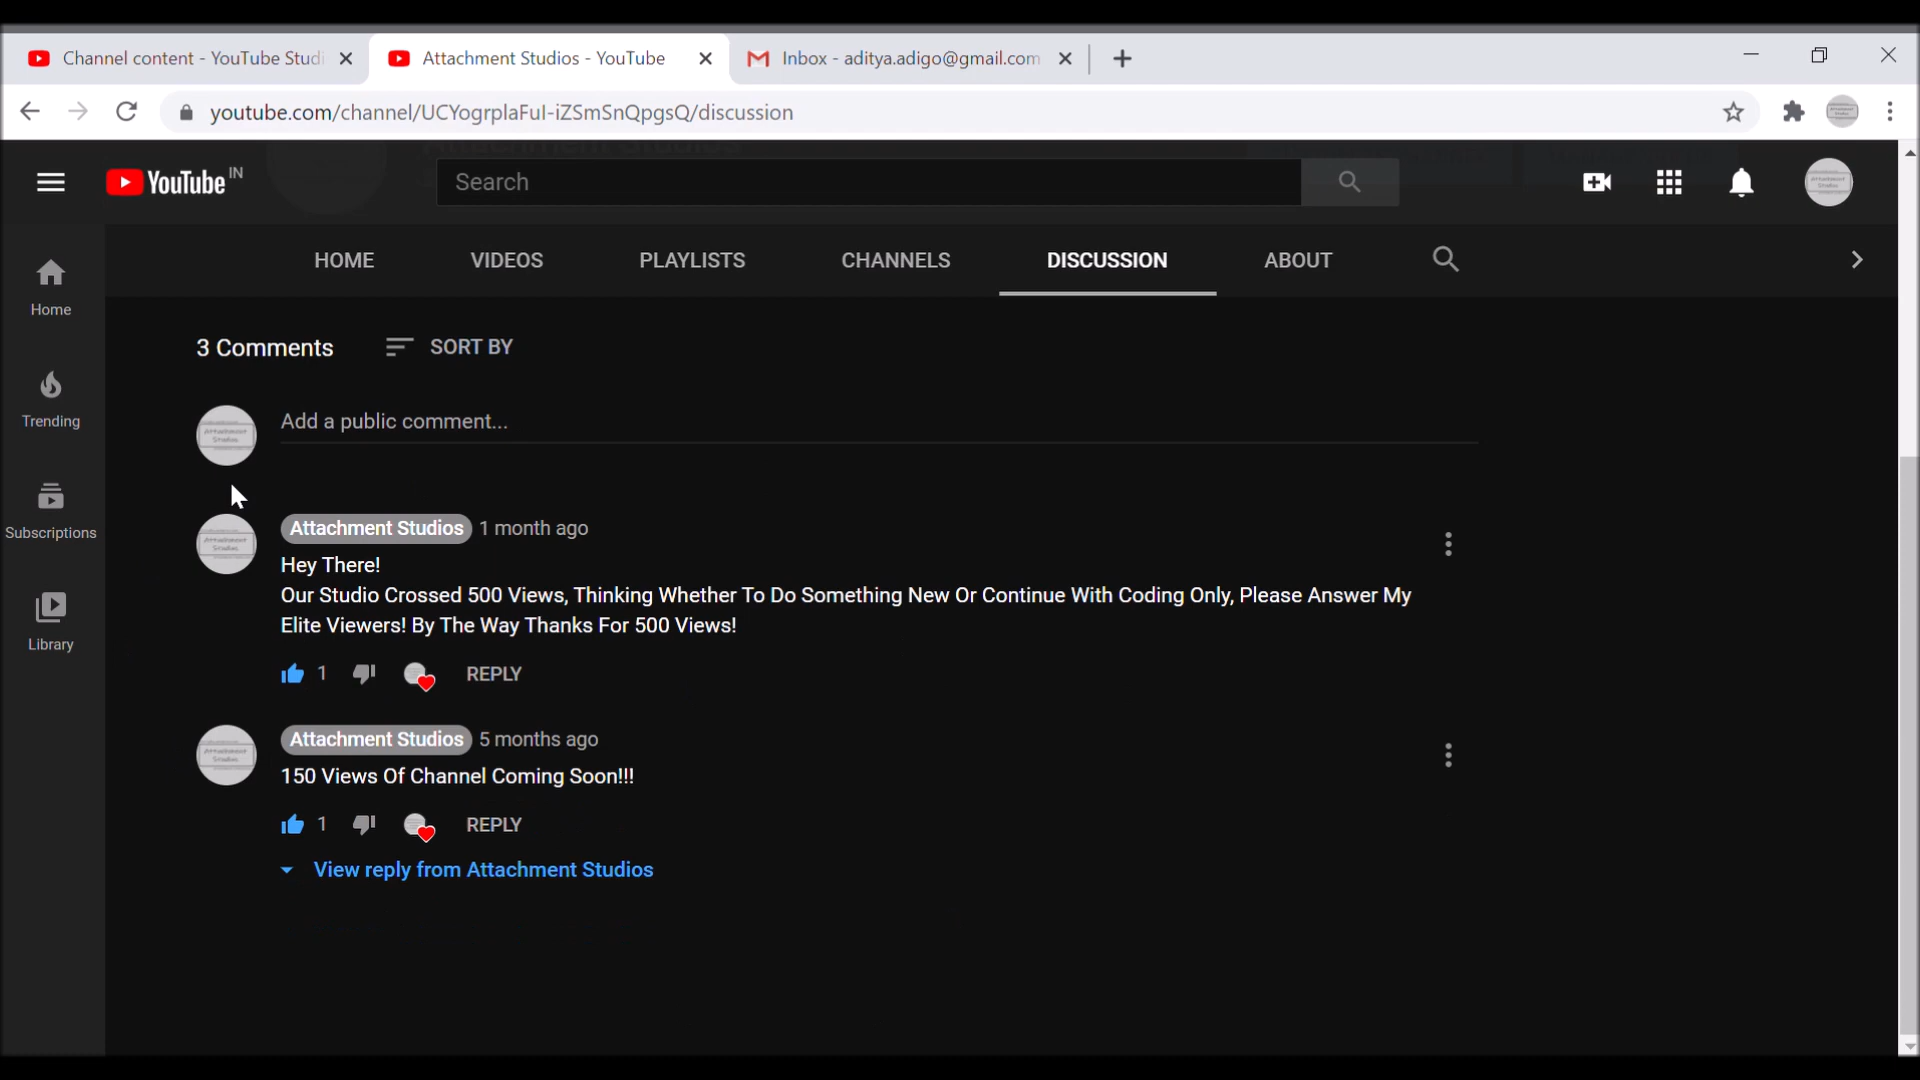 Channel content - YouTube Studi
Attachment Studios - YouTube
Inbox - aditya.adigo@gmail.com
youtube.com/channel/UCYogrplaFuI-iZSmSnQpgsQ/discussion
YouTube IN
Search
HOME
VIDEOS
PLAYLISTS
CHANNELS
DISCUSSION
ABOUT
Home
Trending
Subscriptions
Library
3 Comments
SORT BY
Add a public comment...
Attachment Studios 1 month ago
Hey There!
Our Studio Crossed 500 Views, Thinking Whether To Do Something New Or Continue With Coding Only, Please Answer My
Elite Viewers! By The Way Thanks For 500 Views!
1
REPLY
Attachment Studios 5 months ago
150 Views Of Channel Coming Soon!!!
1
REPLY
View reply from Attachment Studios